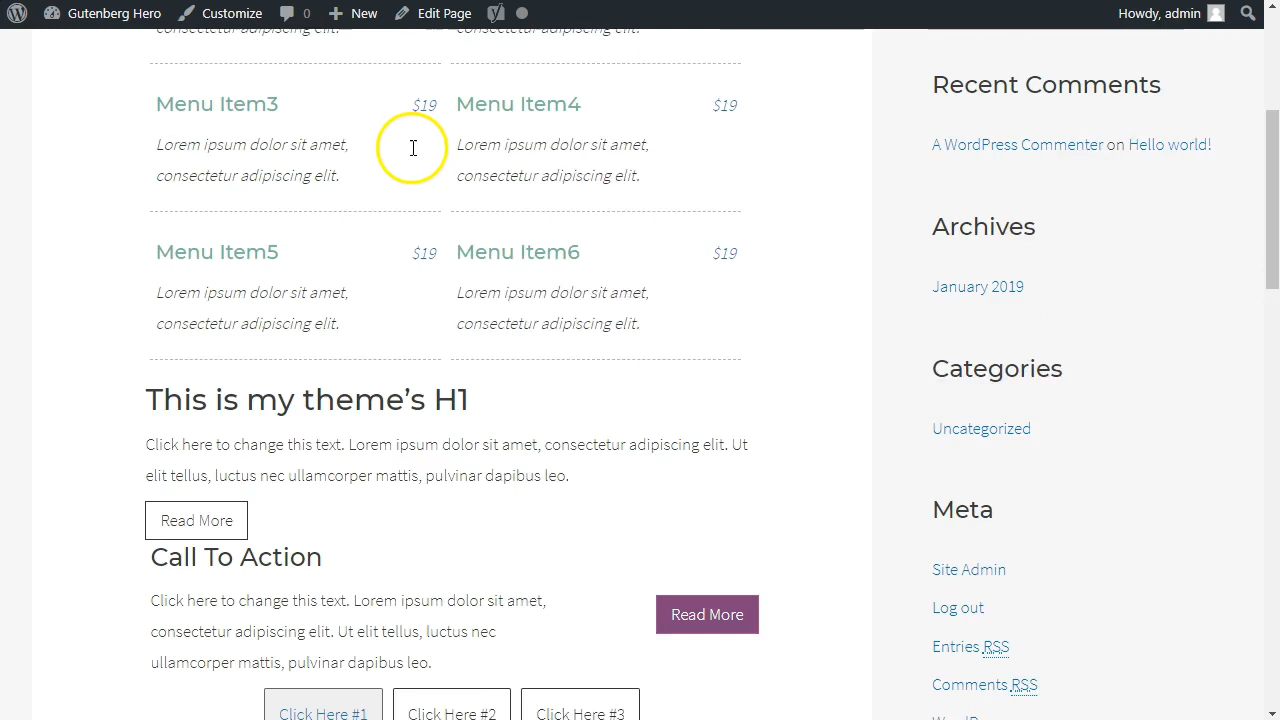 Gutenberg Hero Customize 0 New Edit Page Howdy, admin
consectetur adipiscing elit. consectetur adipiscing elit.
Menu Item3 $19 Menu Item4 $19
Lorem ipsum dolor sit amet, Lorem ipsum dolor sit amet,
consectetur adipiscing elit. consectetur adipiscing elit.
Menu Item5 $19 Menu Item6 $19
Lorem ipsum dolor sit amet, Lorem ipsum dolor sit amet,
consectetur adipiscing elit. consectetur adipiscing elit.
This is my theme’s H1
Click here to change this text. Lorem ipsum dolor sit amet, consectetur adipiscing elit. Ut
elit tellus, luctus nec ullamcorper mattis, pulvinar dapibus leo.
Read More
Call To Action
Click here to change this text. Lorem ipsum dolor sit amet,
consectetur adipiscing elit. Ut elit tellus, luctus nec
ullamcorper mattis, pulvinar dapibus leo.
Read More
Click Here #1 Click Here #2 Click Here #3
Recent Comments
A WordPress Commenter on Hello world!
Archives
January 2019
Categories
Uncategorized
Meta
Site Admin
Log out
Entries RSS
Comments RSS